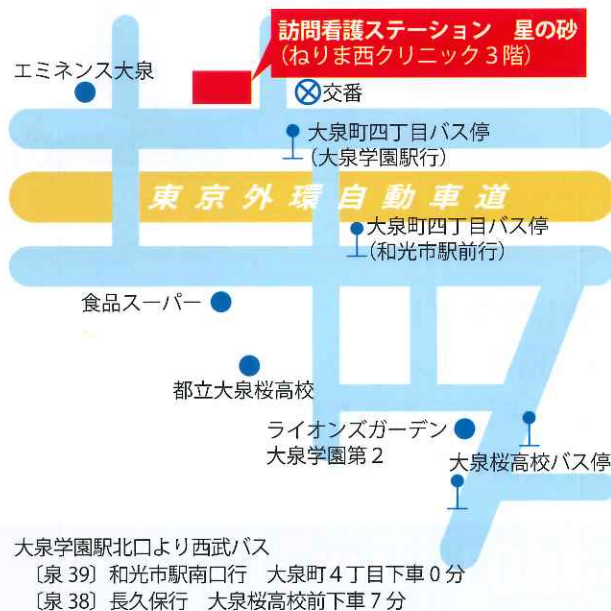 訪問看護ステーション　星の砂
（ねりま西クリニック３階）
エミネンス大泉
交番
大泉町四丁目バス停
（大泉学園駅行）
東京外環自動車道
大泉町四丁目バス停
（和光市駅前行）
食品スーパー
都立大泉桜高校
ライオンズガーデン
大泉学園第２
大泉桜高校バス停
大泉学園駅北口より西武バス
〔泉 39〕和光市駅南口行　大泉町４丁目下車０分
〔泉 38〕長久保行　大泉桜高校前下車７分